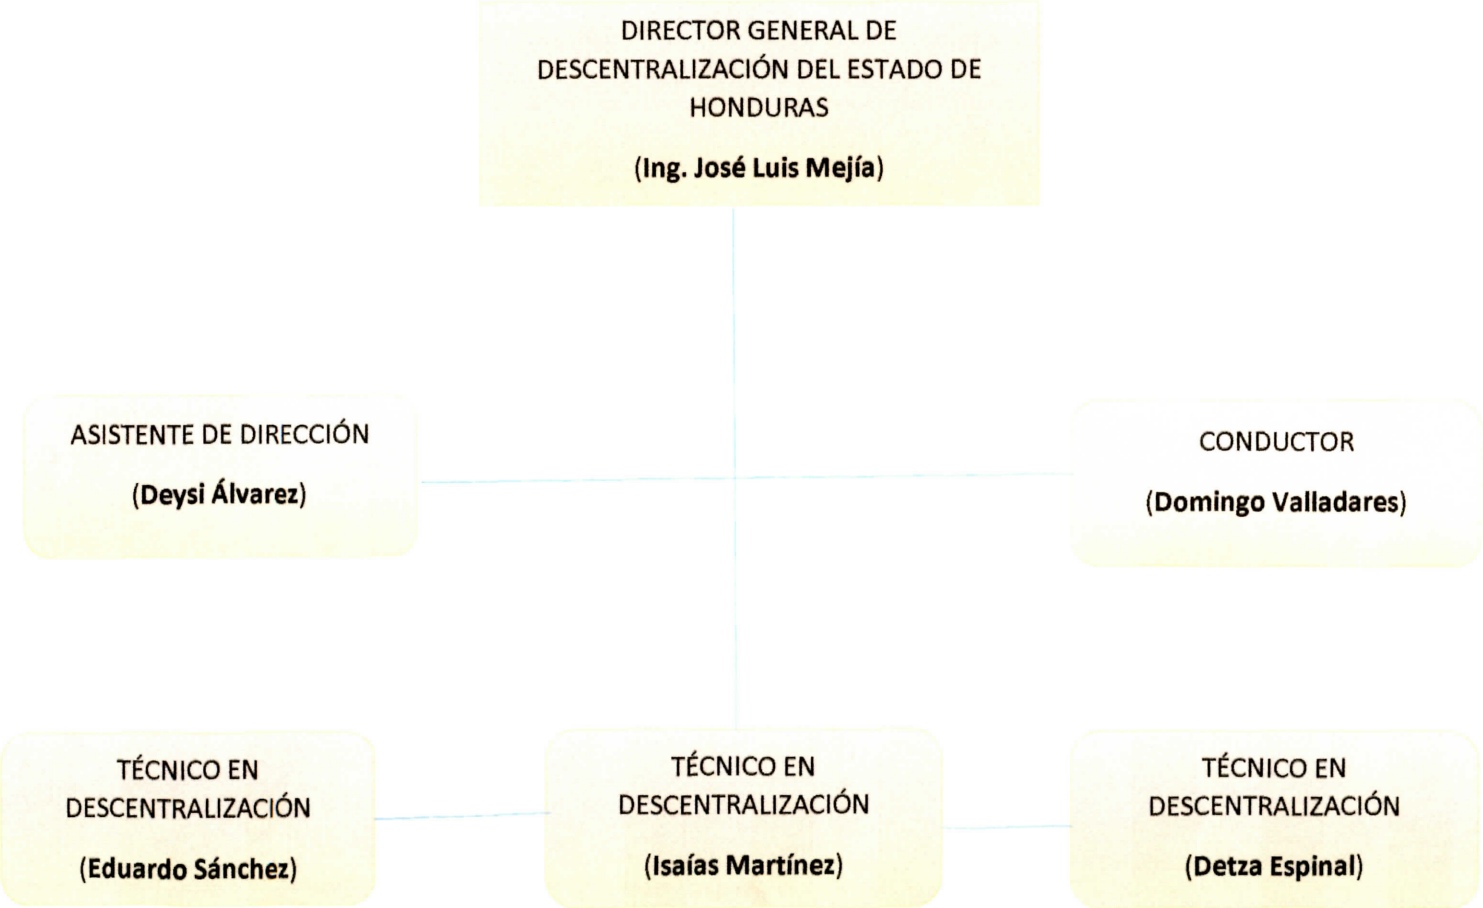 DIRECTOR GENERAL DE
DESCENTRALIZACIÓN DEL ESTADO DE
HONDURAS
(Ing. José Luis Mejía)
ASISTENTE DE DIRECCIÓN
(Deysi Álvarez)
CONDUCTOR
(Domingo Valladares)
TÉCNICO EN
DESCENTRALIZACIÓN
(Eduardo Sánchez)
TÉCNICO EN
DESCENTRALIZACIÓN
(Isaías Martínez)
TÉCNICO EN
DESCENTRALIZACIÓN
(Detza Espinal)